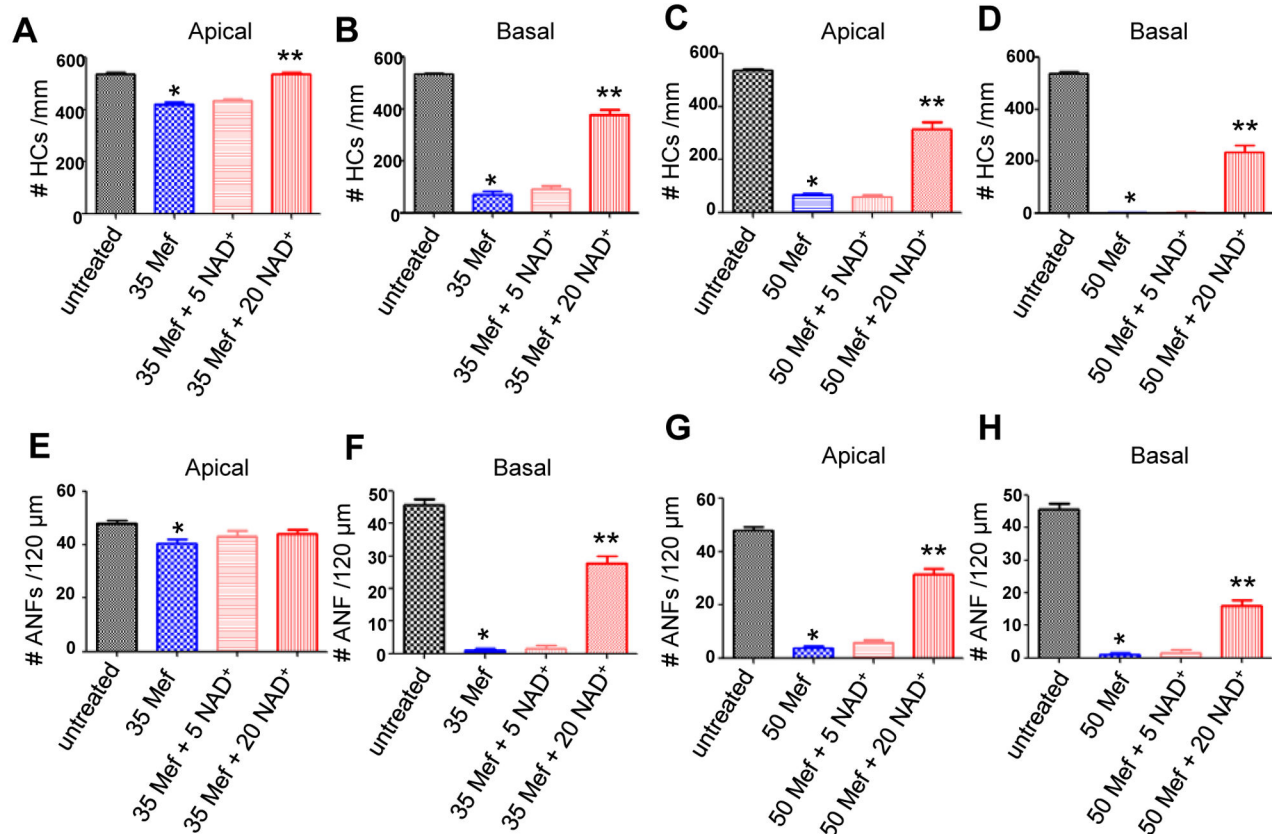 A
Apical
# HCs /mm
600
400
200
0
*
**
untreated
35 Mef
35 Mef + 5 NAD⁺
35 Mef + 20 NAD⁺
B
Basal
# HCs /mm
600
400
200
0
*
**
untreated
35 Mef
35 Mef + 5 NAD⁺
35 Mef + 20 NAD⁺
C
Apical
# HCs /mm
600
400
200
0
*
**
untreated
50 Mef
50 Mef + 5 NAD⁺
50 Mef + 20 NAD⁺
D
Basal
# HCs /mm
600
400
200
0
*
**
untreated
50 Mef
50 Mef + 5 NAD⁺
50 Mef + 20 NAD⁺
E
Apical
# ANFs /120 µm
60
40
20
0
*
untreated
35 Mef
35 Mef + 5 NAD⁺
35 Mef + 20 NAD⁺
F
Basal
# ANF /120 µm
50
40
30
20
10
0
*
**
untreated
35 Mef
35 Mef + 5 NAD⁺
35 Mef + 20 NAD⁺
G
Apical
# ANFs /120 µm
60
40
20
0
*
**
untreated
50 Mef
50 Mef + 5 NAD⁺
50 Mef + 20 NAD⁺
H
Basal
# ANF /120 µm
50
40
30
20
10
0
*
**
untreated
50 Mef
50 Mef + 5 NAD⁺
50 Mef + 20 NAD⁺